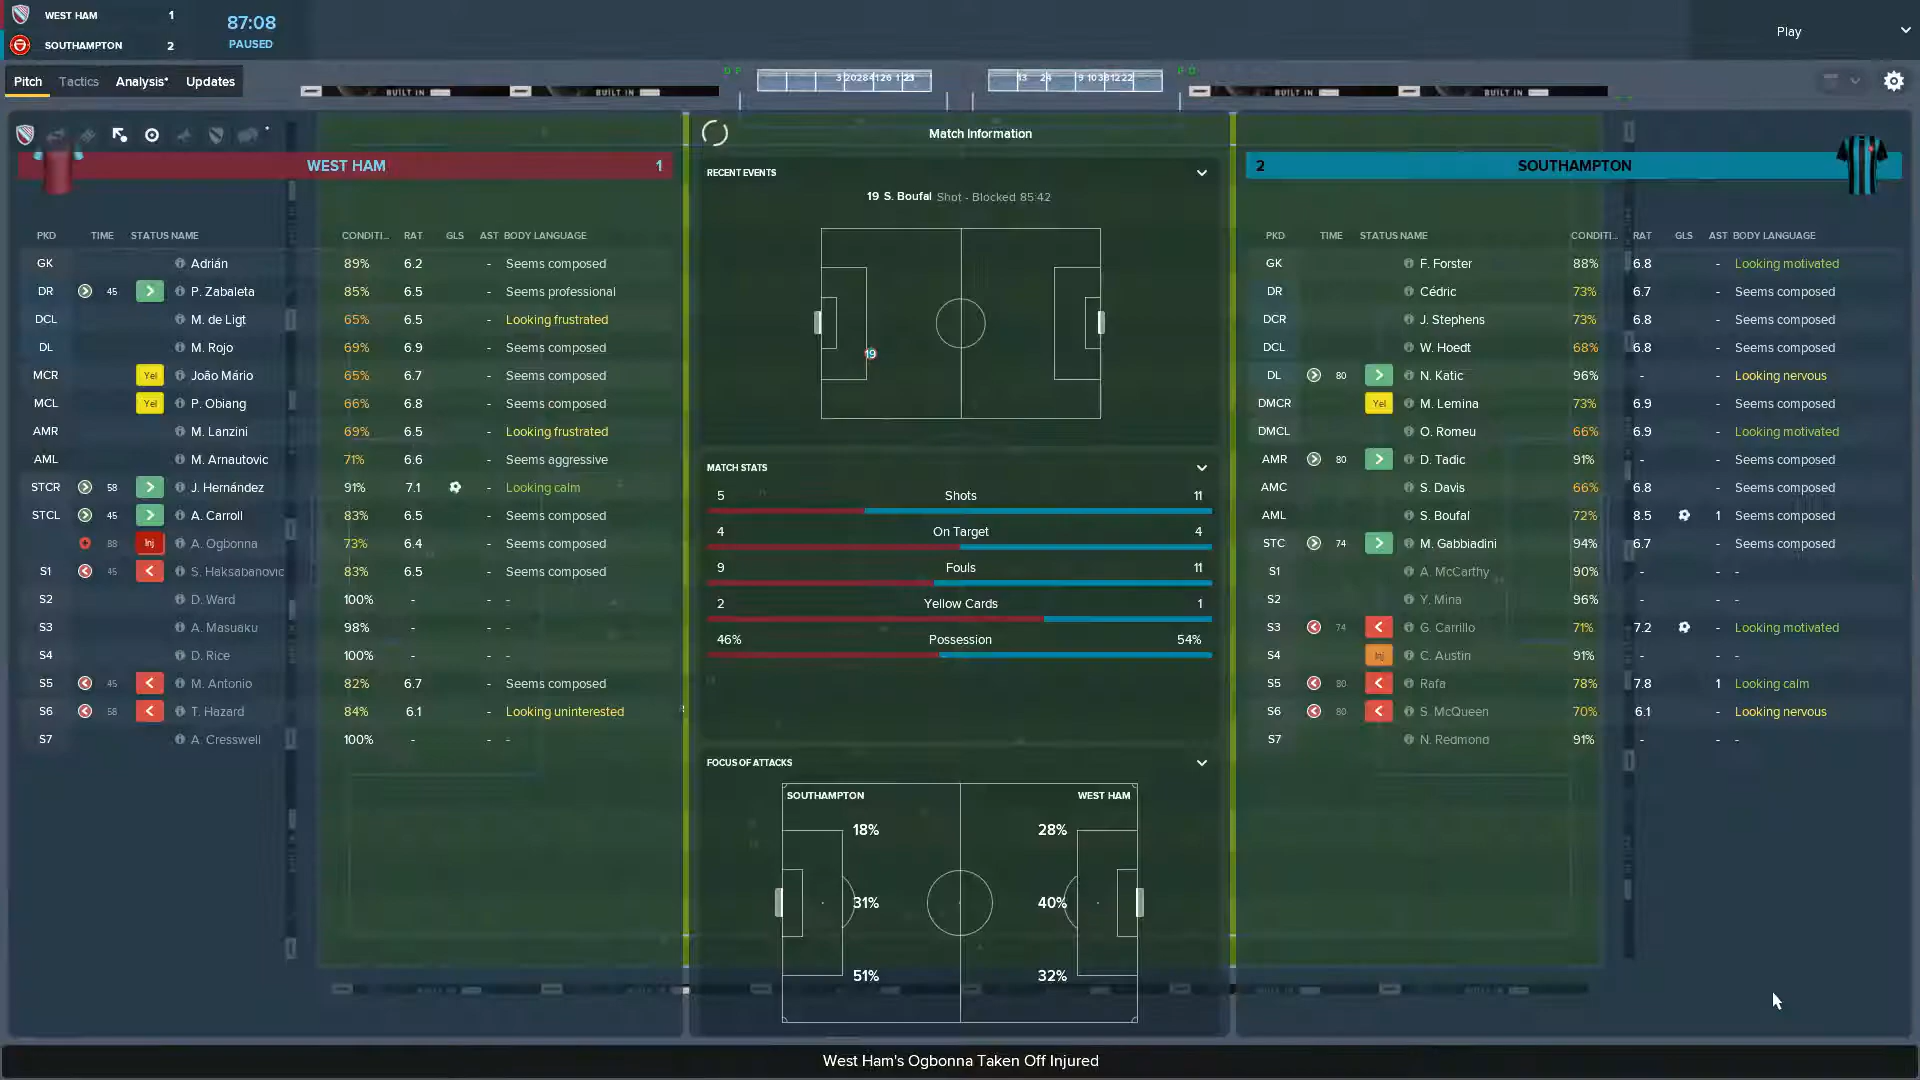 WEST HAM 1
SOUTHAMPTON 2
87:08
PAUSED
Play
Pitch Tactics Analysis* Updates
BUILT IN BUILT IN BUILT IN BUILT IN
WEST HAM 1
Match Information
2 SOUTHAMPTON
RECENT EVENTS
19 S. Boufal Shot - Blocked 85:42
19
PKD TIME STATUS NAME CONDITI... RAT GLS AST BODY LANGUAGE
GK Adrián 89% 6.2 - Seems composed
DR 45 P. Zabaleta 85% 6.5 - Seems professional
DCL M. de Ligt 65% 6.5 - Looking frustrated
DL M. Rojo 69% 6.9 - Seems composed
MCR Yel João Mário 65% 6.7 - Seems composed
MCL Yel P. Obiang 66% 6.8 - Seems composed
AMR M. Lanzini 69% 6.5 - Looking frustrated
AML M. Arnautovic 71% 6.6 - Seems aggressive
STCR 58 J. Hernández 91% 7.1 - Looking calm
STCL 45 A. Carroll 83% 6.5 - Seems composed
88 Inj A. Ogbonna 73% 6.4 - Seems composed
S1 45 S. Haksabanovic 83% 6.5 - Seems composed
S2 D. Ward 100% - - -
S3 A. Masuaku 98% - - -
S4 D. Rice 100% - - -
S5 45 M. Antonio 82% 6.7 - Seems composed
S6 58 T. Hazard 84% 6.1 - Looking uninterested
S7 A. Cresswell 100% - - -
MATCH STATS
5 Shots 11
4 On Target 4
9 Fouls 11
2 Yellow Cards 1
46% Possession 54%
FOCUS OF ATTACKS
SOUTHAMPTON WEST HAM
18% 28%
31% 40%
51% 32%
PKD TIME STATUS NAME CONDITI... RAT GLS AST BODY LANGUAGE
GK F. Forster 88% 6.8 - Looking motivated
DR Cédric 73% 6.7 - Seems composed
DCR J. Stephens 73% 6.8 - Seems composed
DCL W. Hoedt 68% 6.8 - Seems composed
DL 80 N. Katic 96% - - Looking nervous
DMCR Yel M. Lemina 73% 6.9 - Seems composed
DMCL O. Romeu 66% 6.9 - Looking motivated
AMR 80 D. Tadic 91% - - Seems composed
AMC S. Davis 66% 6.8 - Seems composed
AML S. Boufal 72% 8.5 1 Seems composed
STC 74 M. Gabbiadini 94% 6.7 - Seems composed
S1 A. McCarthy 90% - - -
S2 Y. Mina 96% - - -
S3 74 G. Carrillo 71% 7.2 - Looking motivated
S4 Inj C. Austin 91% - - -
S5 80 Rafa 78% 7.8 1 Looking calm
S6 80 S. McQueen 70% 6.1 - Looking nervous
S7 N. Redmond 91% - - -
West Ham's Ogbonna Taken Off Injured